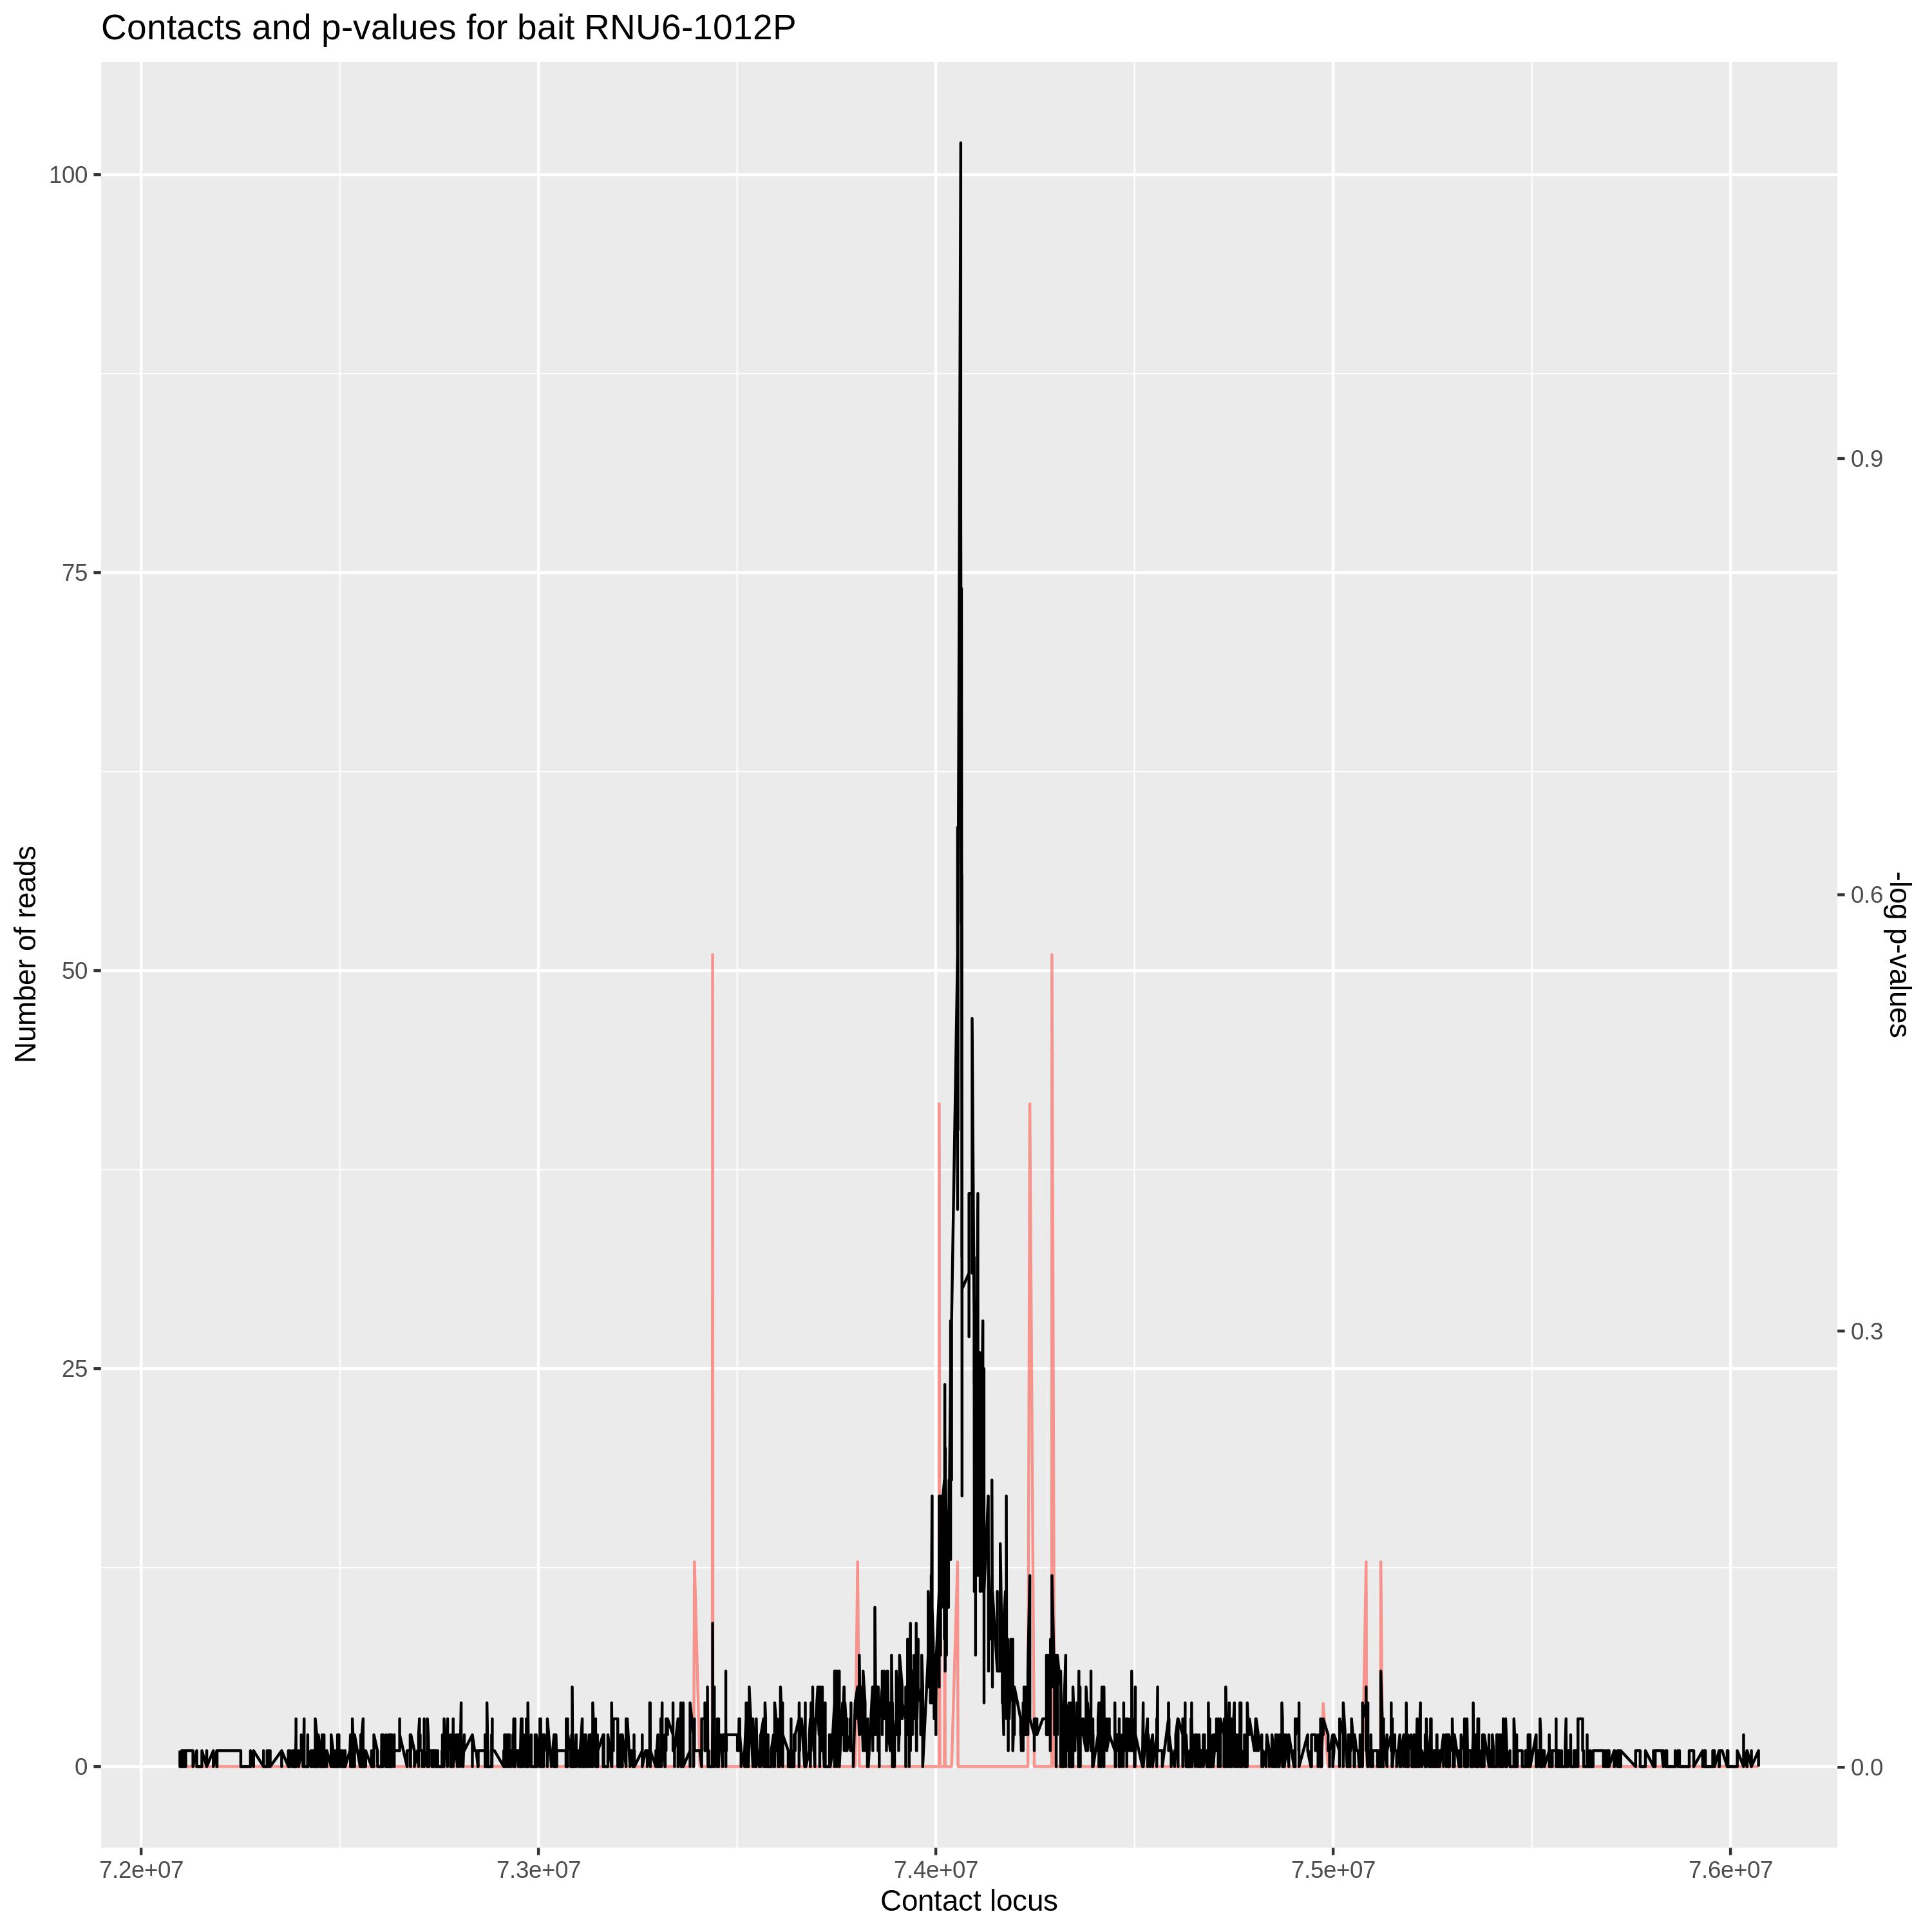 Contacts and p-values for bait RNU6-1012P
100
75
50
25
0
Number of reads
0.9
0.6
0.3
0.0
-log p-values
7.2e+07
7.3e+07
7.4e+07
7.5e+07
7.6e+07
Contact locus